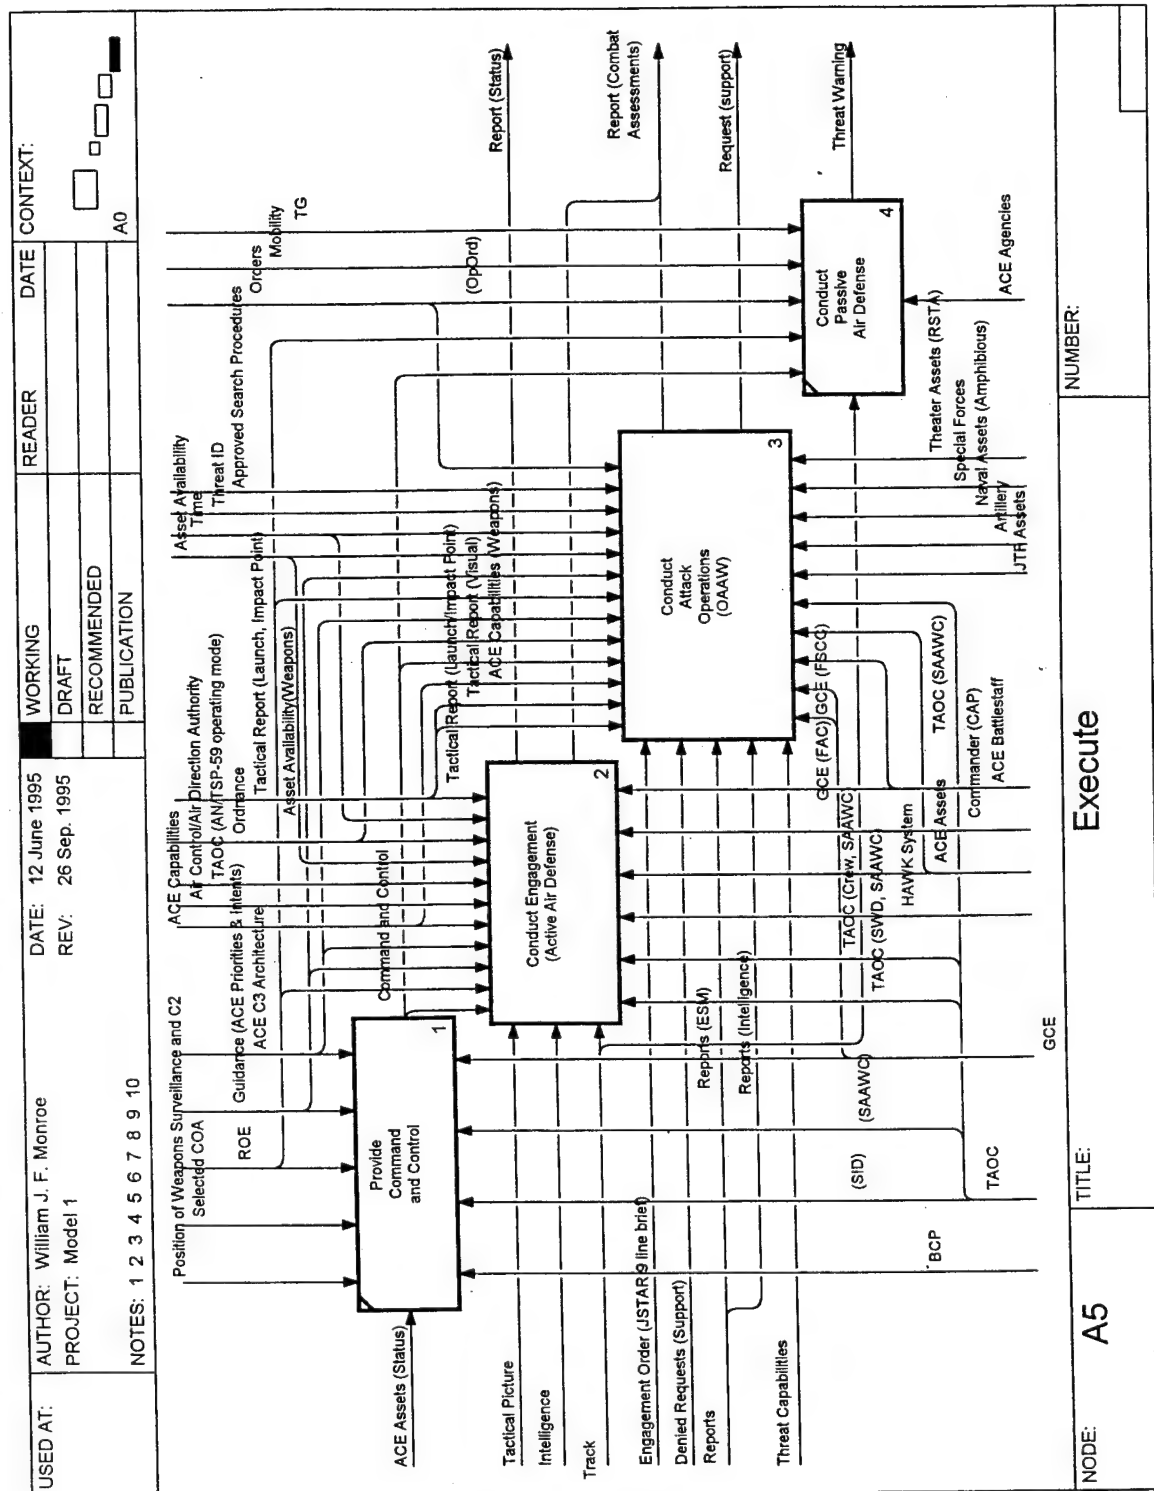 USED AT:
AUTHOR: William J. F. Monroe
PROJECT: Model 1
NOTES: 1 2 3 4 5 6 7 8 9 10
DATE: 12 June 1995
REV: 26 Sep. 1995
WORKING
DRAFT
RECOMMENDED
PUBLICATION
READER
DATE
CONTEXT:
A0
Position of Weapons Surveillance and C2
Selected COA
ROE
Guidance (ACE Priorities & Intents)
ACE C3 Architecture
ACE Capabilities
Air Control/Air Direction Authority
TAOC (AN/TSP-59 operating mode)
Ordnance
Tactical Report (Launch, Impact Point)
Asset Availability(Weapons)
Asset Availability
Time
Threat ID
Approved Search Procedures
Orders
Mobility
TG
(OpOrd)
Command and Control
Tactical Report (Launch/Impact Point)
Tactical Report (Visual)
ACE Capabilities (Weapons)
ACE Assets (Status)
Provide
Command
and Control
1
Tactical Picture
Intelligence
Track
Conduct Engagement
(Active Air Defense)
2
Engagement Order (JSTAR 9 line brief)
Denied Requests (Support)
Reports
Reports (ESM)
Reports (Intelligence)
Threat Capabilities
Conduct
Attack
Operations
(OAAW)
3
Conduct
Passive
Air Defense
4
Report (Status)
Report (Combat
Assessments)
Request (support)
Threat Warning
(SAAWC)
(SID)
GCE (FAC)
GCE (FSCC)
TAOC (Crew, SAAWC)
TAOC (SWD, SAAWC)
HAWK System
ACE Assets
TAOC (SAAWC)
Commander (CAP)
ACE Battlestaff
BCP
TAOC
GCE
JTF Assets
Artillery
Naval Assets (Amphibious)
Special Forces
Theater Assets (RSTA)
ACE Agencies
NODE:
A5
TITLE:
Execute
NUMBER: